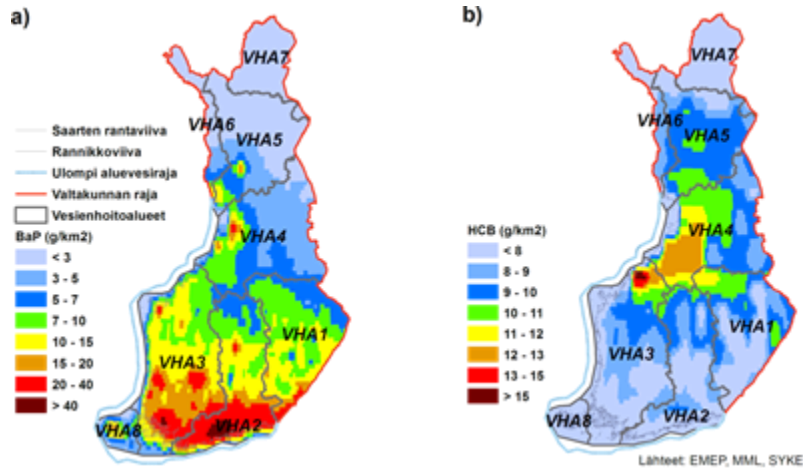 a)
VHA7
VHA6
VHA5
VHA4
VHA1
VHA3
VHA8
VHA2
Saarten rantaviiva
Rannikkoviiva
Ulompi aluevesiraja
Valtakunnan raja
Vesienhoitoalueet
BaP (g/km2)
< 3
3 - 5
5 - 7
7 - 10
10 - 15
15 - 20
20 - 40
> 40
b)
VHA7
VHA6
VHA5
VHA4
VHA1
VHA3
VHA8
VHA2
HCB (g/km2)
< 8
8 - 9
9 - 10
10 - 11
11 - 12
12 - 13
13 - 15
> 15
Lähteet: EMEP, MML, SYKE